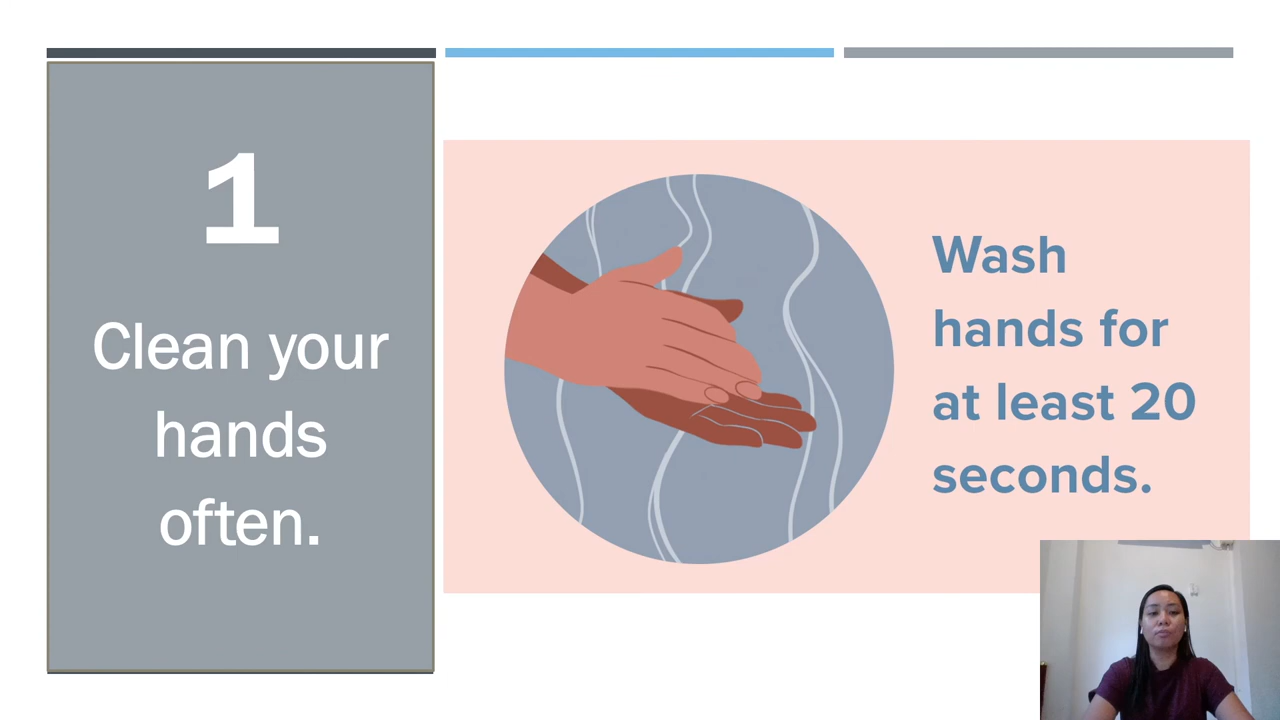 1
Clean your
hands
often.
Wash
hands for
at least 20
seconds.